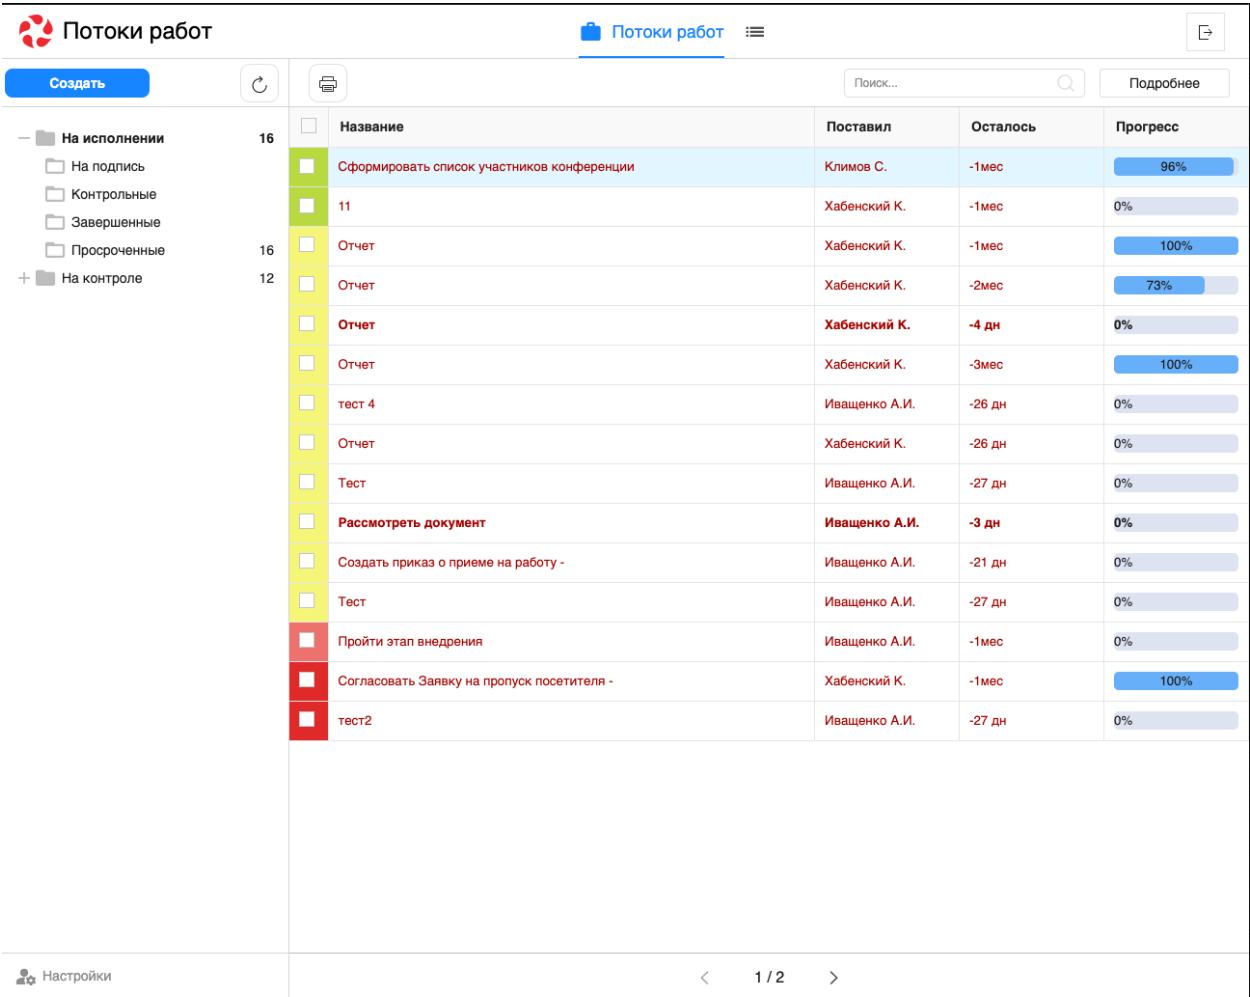 Потоки работ
Потоки работ
Создать
Поиск...
Подробнее
На исполнении 16
На подпись
Контрольные
Завершенные
Просроченные 16
На контроле 12
Название Поставил Осталось Прогресс
Сформировать список участников конференции Климов С. -1мес 96%
11 Хабенский К. -1мес 0%
Отчет Хабенский К. -1мес 100%
Отчет Хабенский К. -2мес 73%
Отчет Хабенский К. -4 дн 0%
Отчет Хабенский К. -3мес 100%
тест 4 Иващенко А.И. -26 дн 0%
Отчет Хабенский К. -26 дн 0%
Тест Иващенко А.И. -27 дн 0%
Рассмотреть документ Иващенко А.И. -3 дн 0%
Создать приказ о приеме на работу - Иващенко А.И. -21 дн 0%
Тест Иващенко А.И. -27 дн 0%
Пройти этап внедрения Иващенко А.И. -1мес 0%
Согласовать Заявку на пропуск посетителя - Хабенский К. -1мес 100%
тест2 Иващенко А.И. -27 дн 0%
Настройки
1 / 2